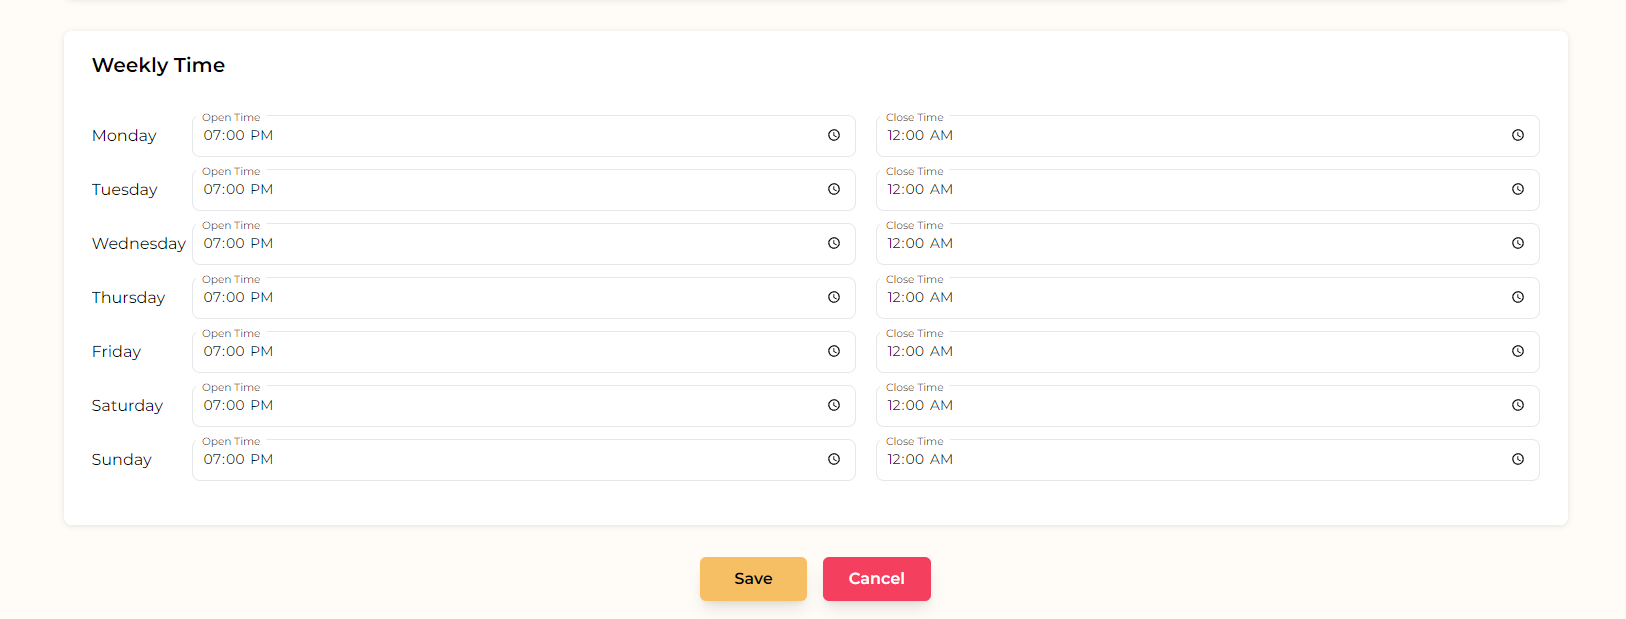 Weekly Time
Open Time Close Time
Monday 07:00 PM 12:00 AM
Open Time Close Time
Tuesday 07:00 PM 12:00 AM
Open Time Close Time
Wednesday 07:00 PM 12:00 AM
Open Time Close Time
Thursday 07:00 PM 12:00 AM
Open Time Close Time
Friday 07:00 PM 12:00 AM
Open Time Close Time
Saturday 07:00 PM 12:00 AM
Open Time Close Time
Sunday 07:00 PM 12:00 AM
Save Cancel